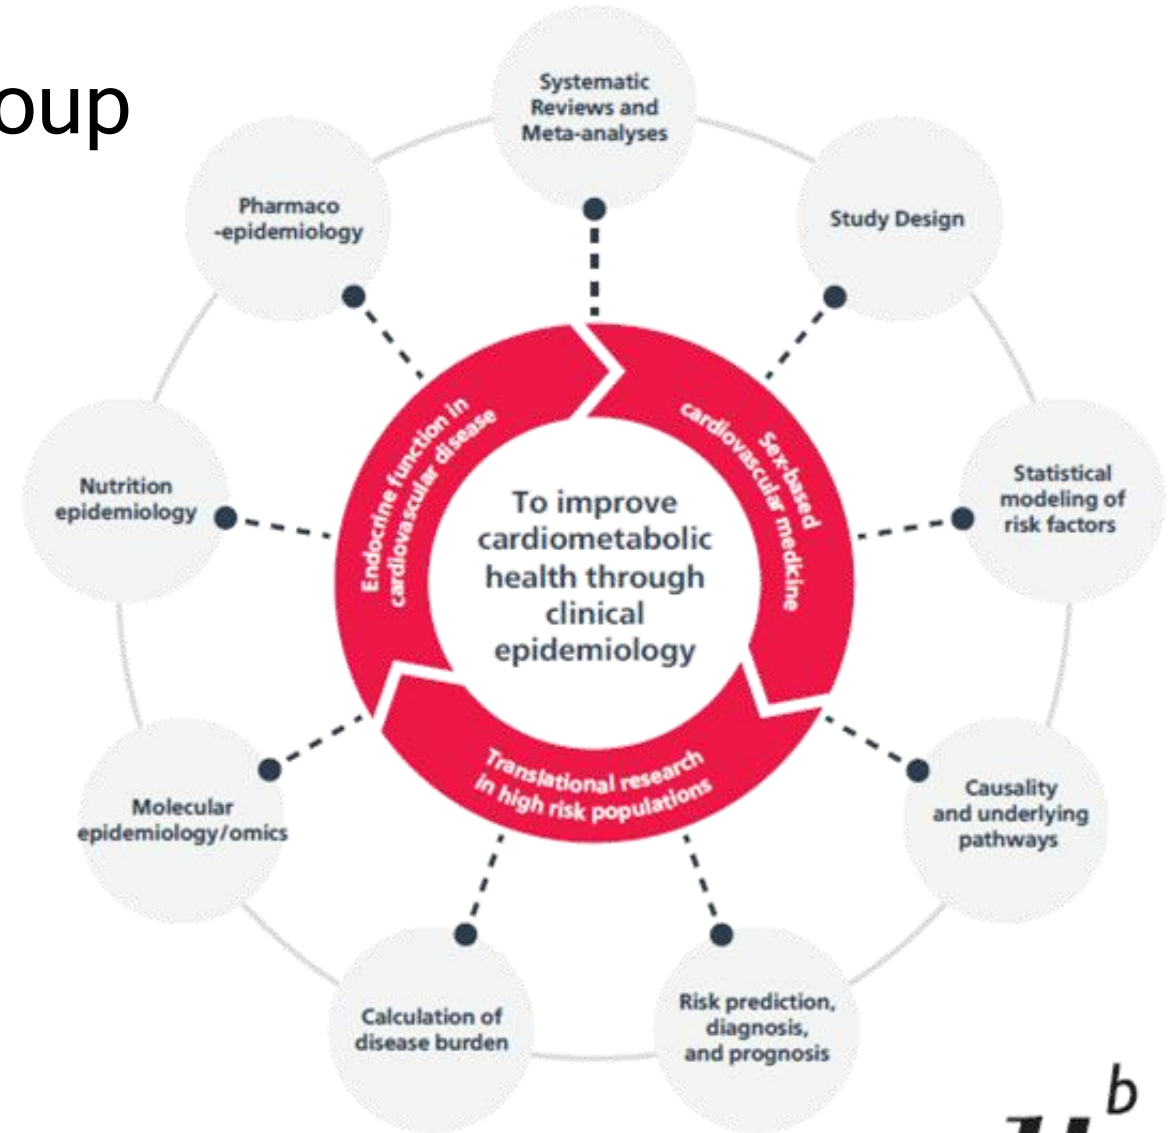 oup
Systematic
Reviews and
Meta-analyses
Study Design
Statistical
modeling of
risk factors
Causality
and underlying
pathways
Risk prediction,
diagnosis,
and prognosis
Calculation of
disease burden
Molecular
epidemiology/omics
Nutrition
epidemiology
Pharmaco
-epidemiology
Endocrine function in
cardiovascular disease
Sex-based
cardiovascular medicine
Translational research
in high risk populations
To improve
cardiometabolic
health through
clinical
epidemiology
u
b